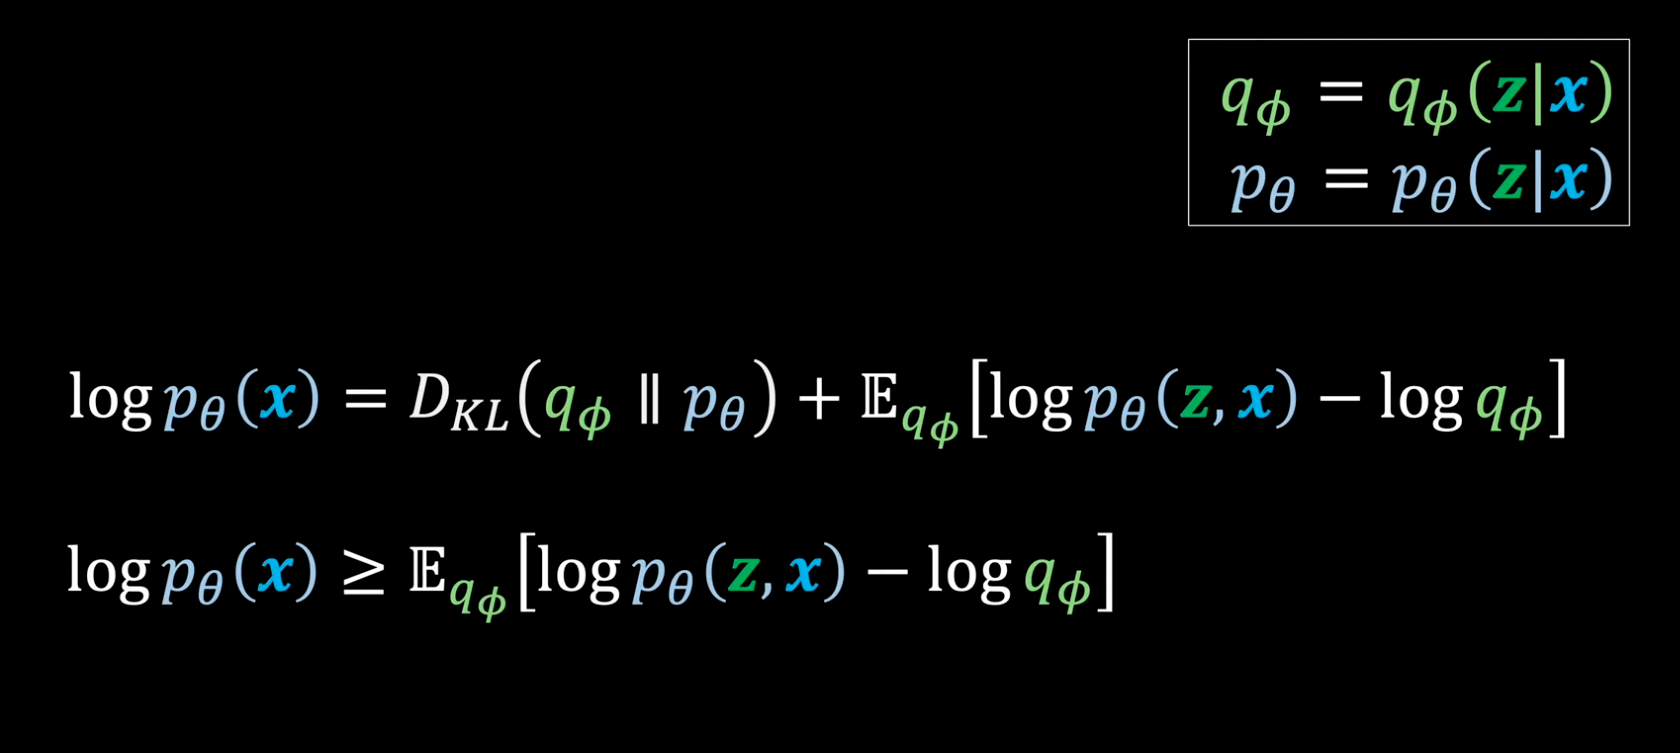 q_ϕ = q_ϕ(z|x)
p_θ = p_θ(z|x)
log p_θ(x) = D_KL(q_ϕ ∥ p_θ) + 𝔼_{q_ϕ}[log p_θ(z, x) − log q_ϕ]
log p_θ(x) ≥ 𝔼_{q_ϕ}[log p_θ(z, x) − log q_ϕ]